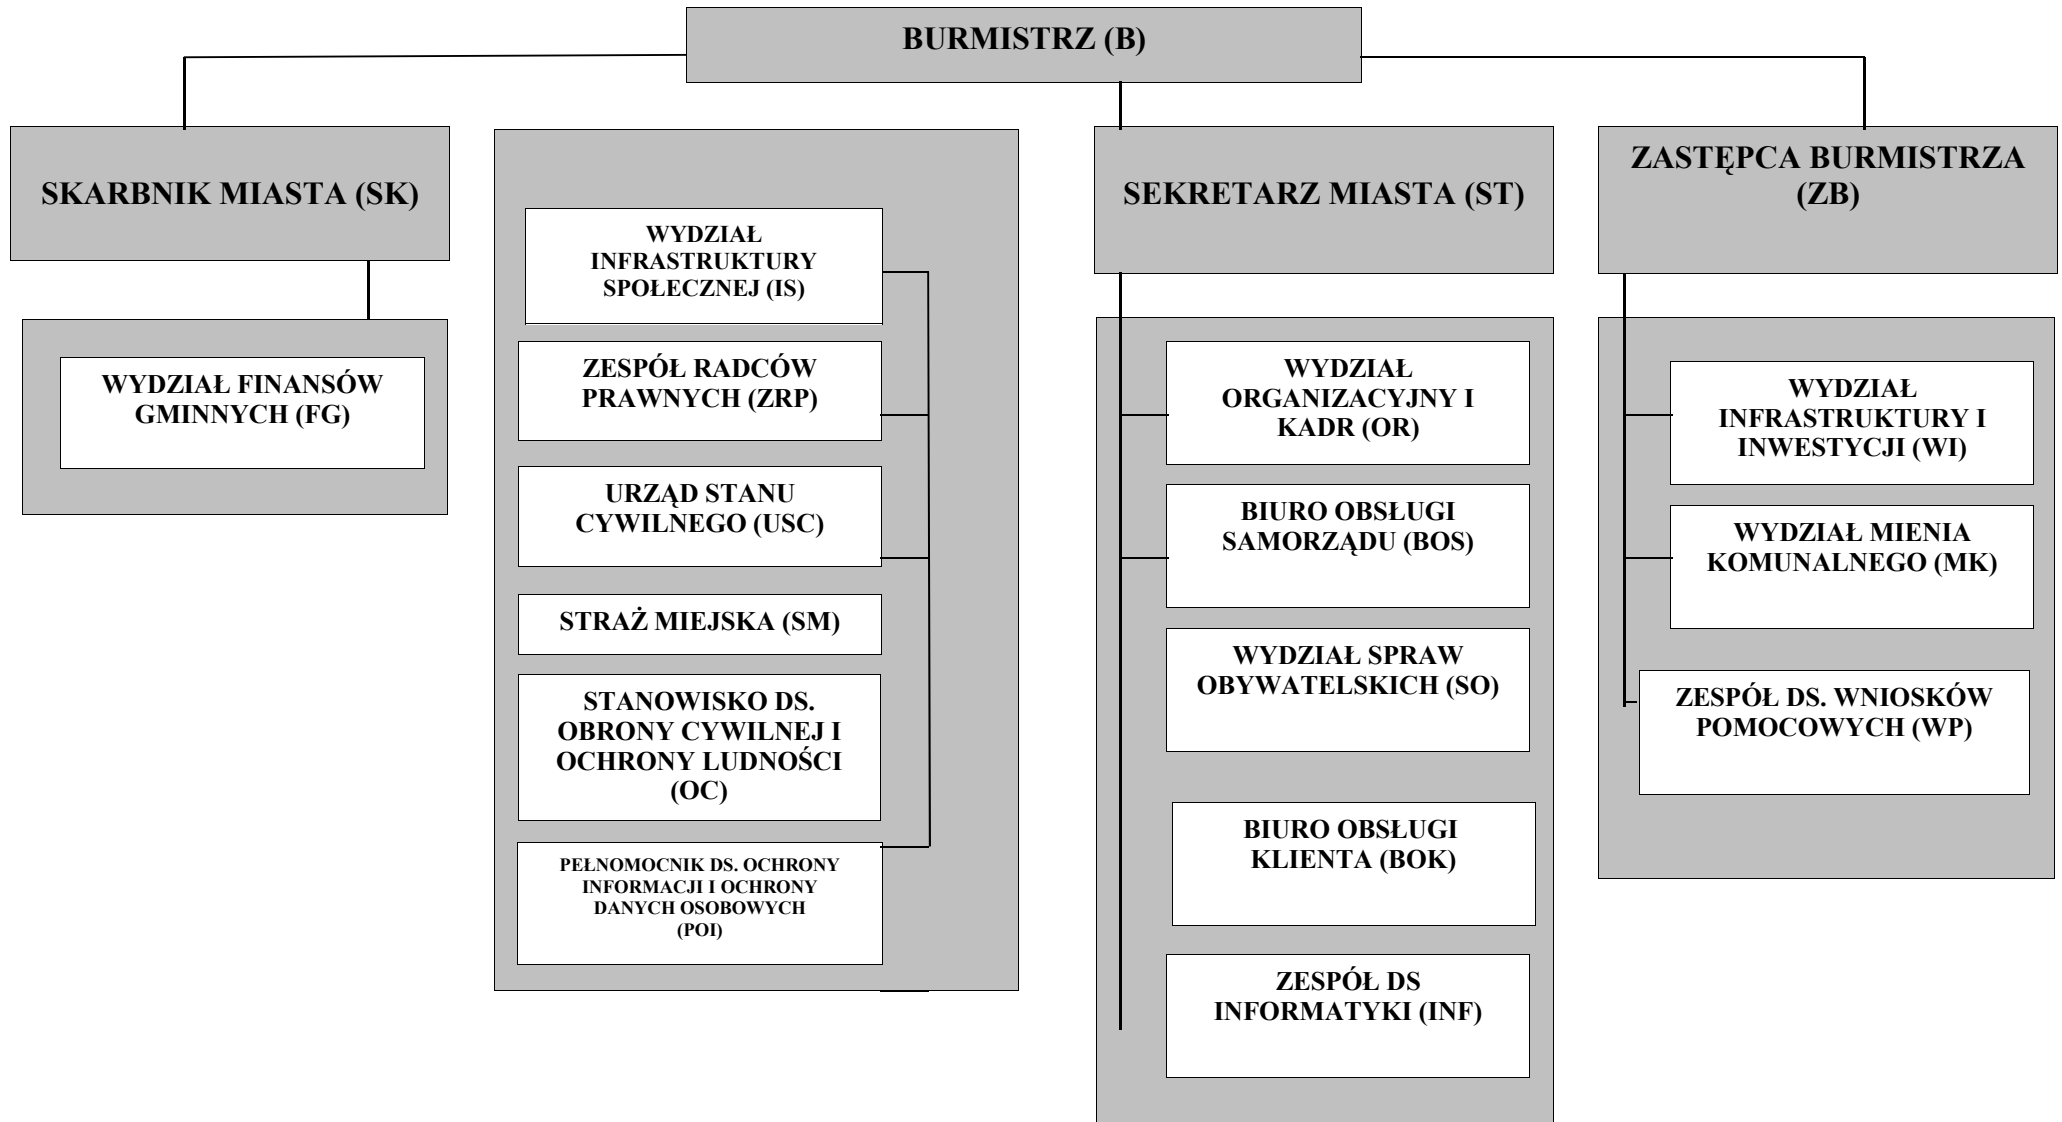 BURMISTRZ (B)
SKARBNIK MIASTA (SK)
WYDZIAŁ FINANSÓW
GMINNYCH (FG)
WYDZIAŁ
INFRASTRUKTURY
SPOŁECZNEJ (IS)
ZESPÓŁ RADCÓW
PRAWNYCH (ZRP)
URZĄD STANU
CYWILNEGO (USC)
STRAŻ MIEJSKA (SM)
STANOWISKO DS.
OBRONY CYWILNEJ I
OCHRONY LUDNOŚCI
(OC)
PEŁNOMOCNIK DS. OCHRONY
INFORMACJI I OCHRONY
DANYCH OSOBOWYCH
(POI)
SEKRETARZ MIASTA (ST)
WYDZIAŁ
ORGANIZACYJNY I
KADR (OR)
BIURO OBSŁUGI
SAMORZĄDU (BOS)
WYDZIAŁ SPRAW
OBYWATELSKICH (SO)
BIURO OBSŁUGI
KLIENTA (BOK)
ZESPÓŁ DS
INFORMATYKI (INF)
ZASTĘPCA BURMISTRZA
(ZB)
WYDZIAŁ
INFRASTRUKTURY I
INWESTYCJI (WI)
WYDZIAŁ MIENIA
KOMUNALNEGO (MK)
ZESPÓŁ DS. WNIOSKÓW
POMOCOWYCH (WP)